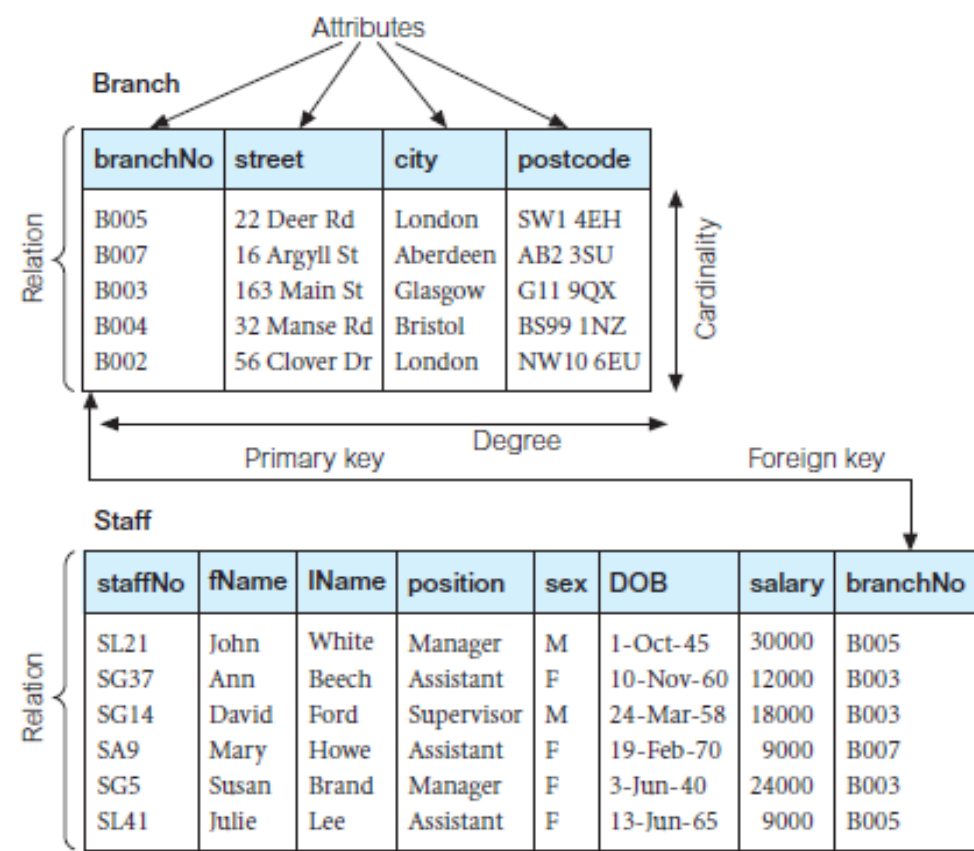 Attributes
Branch
branchNo street city postcode
B005 22 Deer Rd London SW1 4EH
B007 16 Argyll St Aberdeen AB2 3SU
B003 163 Main St Glasgow G11 9QX
B004 32 Manse Rd Bristol BS99 1NZ
B002 56 Clover Dr London NW10 6EU
Relation
Cardinality
Degree
Primary key Foreign key
Staff
staffNo fName lName position sex DOB salary branchNo
SL21 John White Manager M 1-Oct-45 30000 B005
SG37 Ann Beech Assistant F 10-Nov-60 12000 B003
SG14 David Ford Supervisor M 24-Mar-58 18000 B003
SA9 Mary Howe Assistant F 19-Feb-70 9000 B007
SG5 Susan Brand Manager F 3-Jun-40 24000 B003
SL41 Julie Lee Assistant F 13-Jun-65 9000 B005
Relation